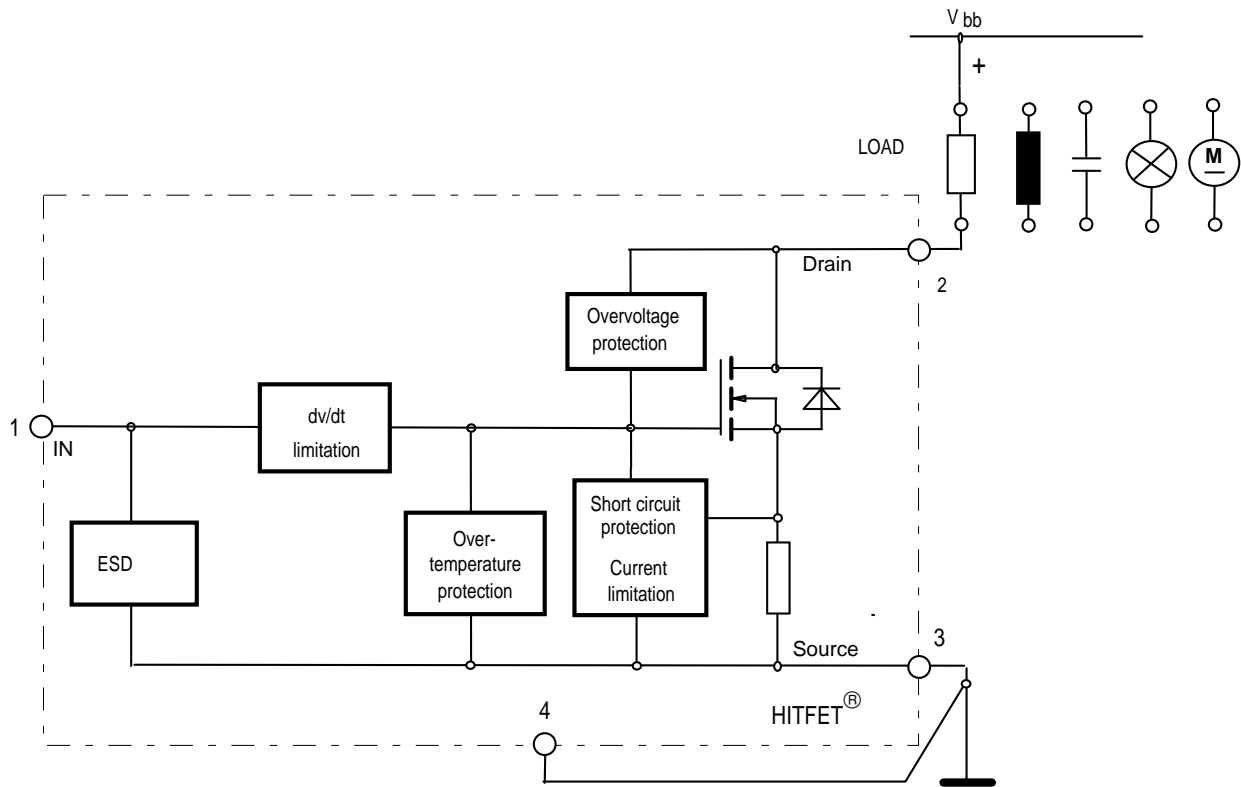 V bb
+
LOAD
M
Drain
2
Overvoltage
protection
1
IN
dv/dt
limitation
Short circuit
protection
Current
limitation
Over-
temperature
protection
ESD
Source
3
HITFET®
4